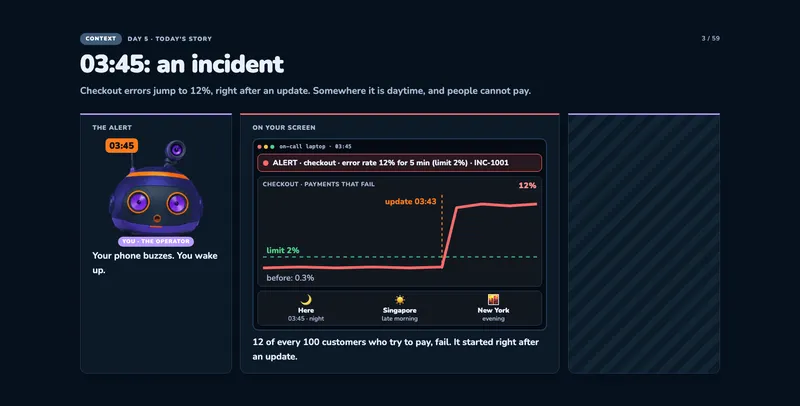 CONTEXT
DAY 5 · TODAY'S STORY
3 / 59
03:45: an incident
Checkout errors jump to 12%, right after an update. Somewhere it is daytime, and people cannot pay.
THE ALERT
03:45
YOU · THE OPERATOR
Your phone buzzes. You wake
up.
ON YOUR SCREEN
on-call laptop · 03:45
ALERT · checkout · error rate 12% for 5 min (limit 2%) · INC-1001
CHECKOUT · PAYMENTS THAT FAIL
12%
update 03:43
limit 2%
before: 0.3%
Here
03:45 · night
Singapore
late morning
New York
evening
12 of every 100 customers who try to pay, fail. It started right after
an update.